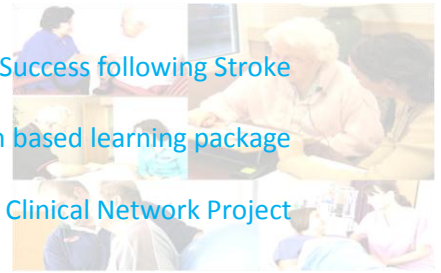 Success following Stroke
based learning package
Clinical Network Project